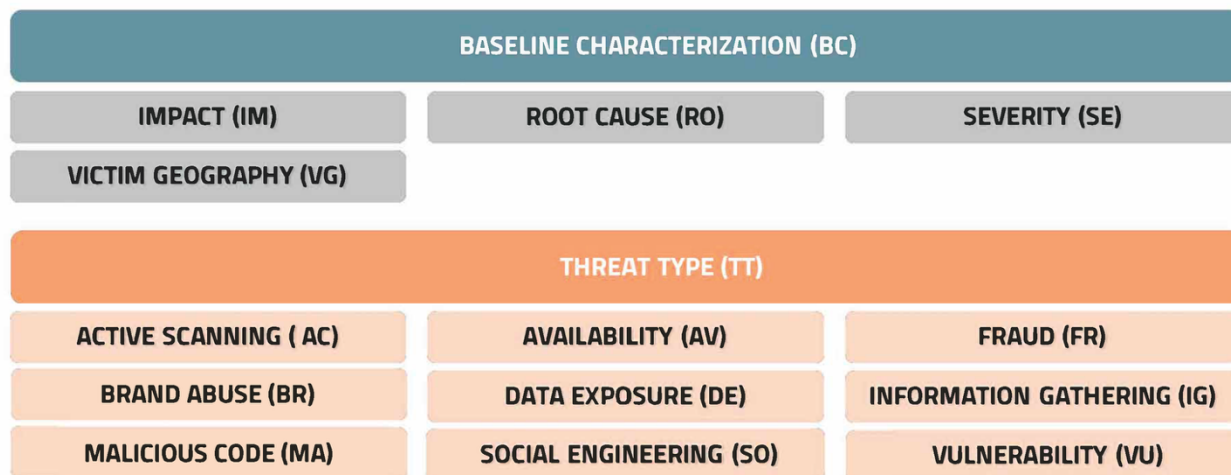 BASELINE CHARACTERIZATION (BC)
IMPACT (IM)
ROOT CAUSE (RO)
SEVERITY (SE)
VICTIM GEOGRAPHY (VG)
THREAT TYPE (TT)
ACTIVE SCANNING ( AC)
AVAILABILITY (AV)
FRAUD (FR)
BRAND ABUSE (BR)
DATA EXPOSURE (DE)
INFORMATION GATHERING (IG)
MALICIOUS CODE (MA)
SOCIAL ENGINEERING (SO)
VULNERABILITY (VU)